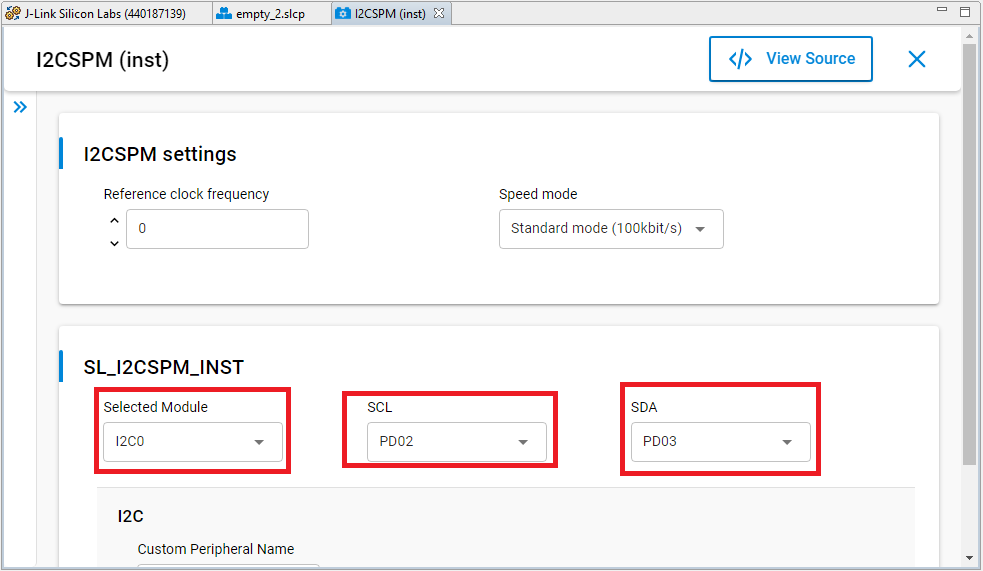 J-Link Silicon Labs (440187139) empty_2.slcp I2CSPM (inst)
I2CSPM (inst) View Source
I2CSPM settings
Reference clock frequency Speed mode
0 Standard mode (100kbit/s)
SL_I2CSPM_INST
Selected Module SCL SDA
I2C0 PD02 PD03
I2C
Custom Peripheral Name